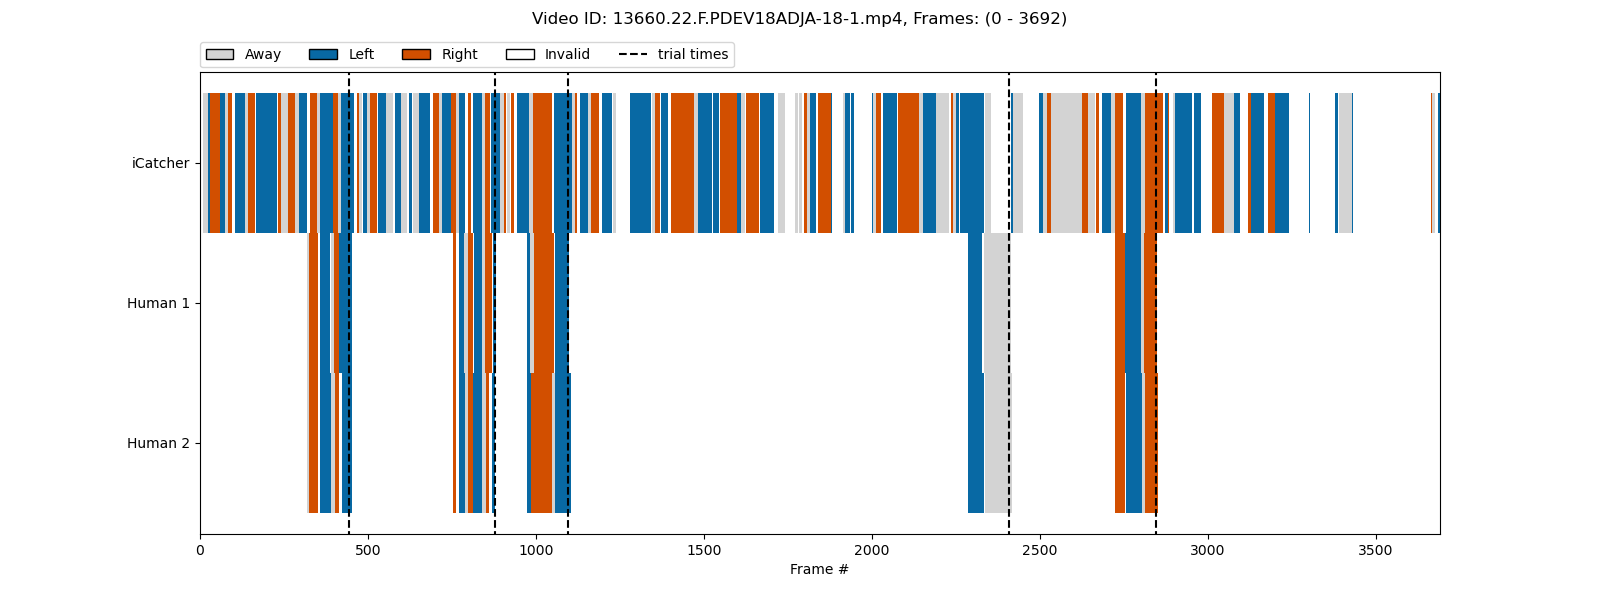 Video ID: 13660.22.F.PDEV18ADJA-18-1.mp4, Frames: (0 - 3692)
Away Left Right Invalid trial times
iCatcher
Human 1
Human 2
0 500 1000 1500 2000 2500 3000 3500
Frame #